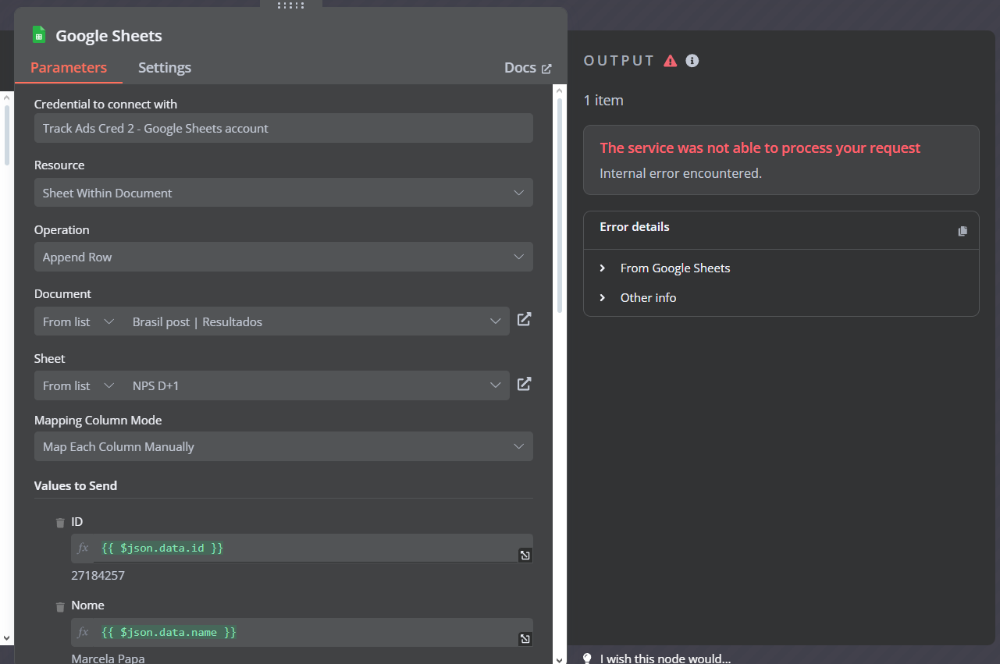 Google Sheets
Parameters
Settings
Docs
Credential to connect with
Track Ads Cred 2 - Google Sheets account
Resource
Sheet Within Document
Operation
Append Row
Document
From list
Brasil post | Resultados
Sheet
From list
NPS D+1
Mapping Column Mode
Map Each Column Manually
Values to Send
ID
fx {{ $json.data.id }}
27184257
Nome
fx {{ $json.data.name }}
Marcela Papa
OUTPUT
1 item
The service was not able to process your request
Internal error encountered.
Error details
From Google Sheets
Other info
I wish this node would...